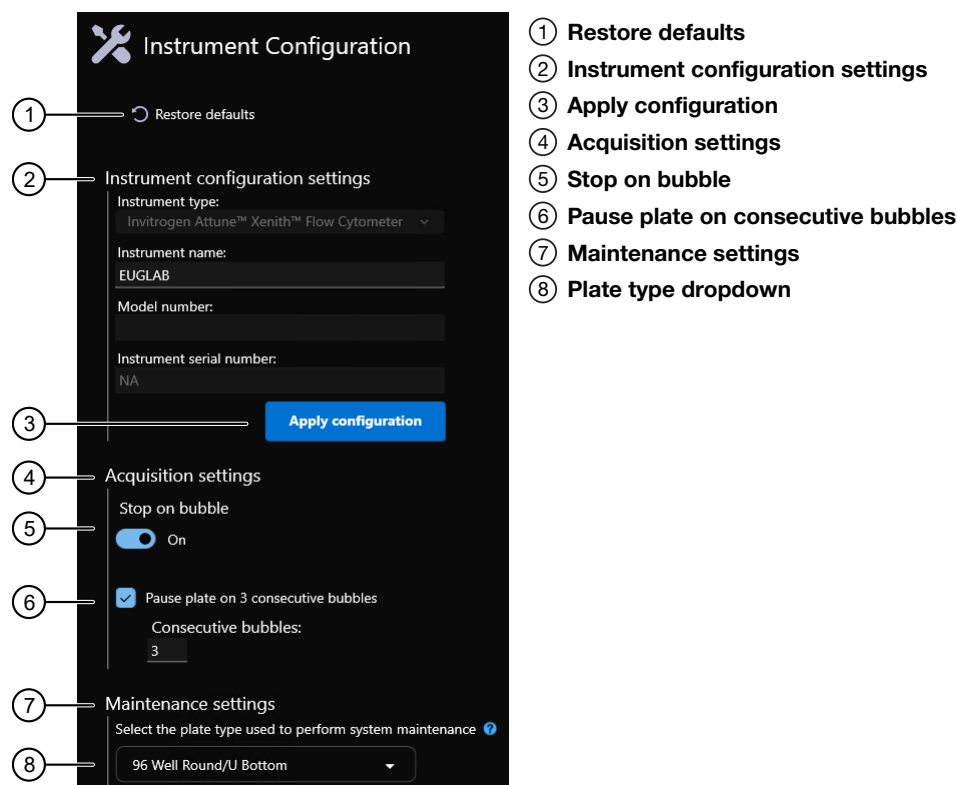 Instrument Configuration
1 Restore defaults
2 Instrument configuration settings
Instrument type:
Invitrogen Attune™ Xenith™ Flow Cytometer
Instrument name:
EUGLAB
Model number:
Instrument serial number:
NA
3 Apply configuration
4 Acquisition settings
Stop on bubble
5 On
6 Pause plate on 3 consecutive bubbles
Consecutive bubbles:
3
7 Maintenance settings
Select the plate type used to perform system maintenance ?
8 96 Well Round/U Bottom
1 Restore defaults
2 Instrument configuration settings
3 Apply configuration
4 Acquisition settings
5 Stop on bubble
6 Pause plate on consecutive bubbles
7 Maintenance settings
8 Plate type dropdown